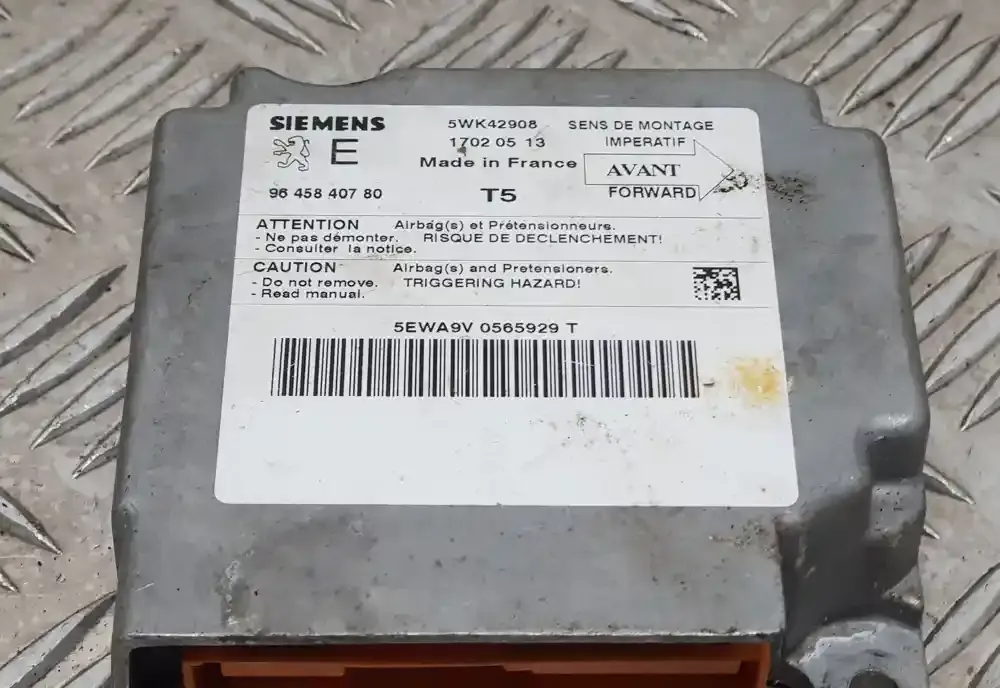 SIEMENS 5WK42908 SENS DE MONTAGE
E 1702 05 13 IMPERATIF
Made in France AVANT
96 458 407 80 T5 FORWARD
ATTENTION Airbag(s) et Prétensionneurs.
- Ne pas démonter. RISQUE DE DECLENCHEMENT!
- Consulter la notice.
CAUTION Airbag(s) and Pretensioners.
- Do not remove. TRIGGERING HAZARD!
- Read manual.
5EWA9V 0565929 T